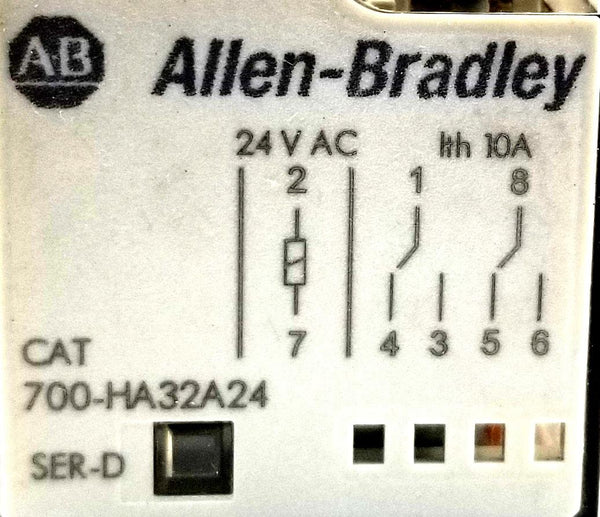 AB Allen-Bradley
24 V AC Ith 10A
2 1 8
7 4 3 5 6
CAT
700-HA32A24
SER-D